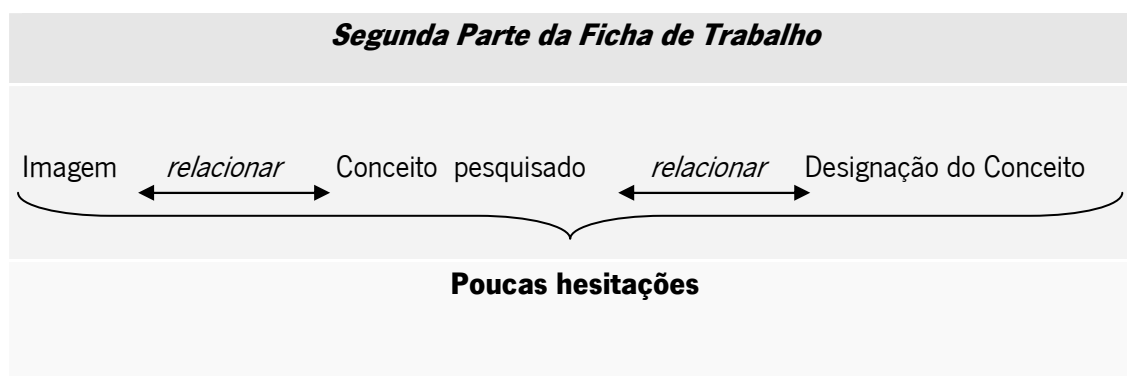 Segunda Parte da Ficha de Trabalho
Imagem relacionar Conceito pesquisado relacionar Designação do Conceito
Poucas hesitações